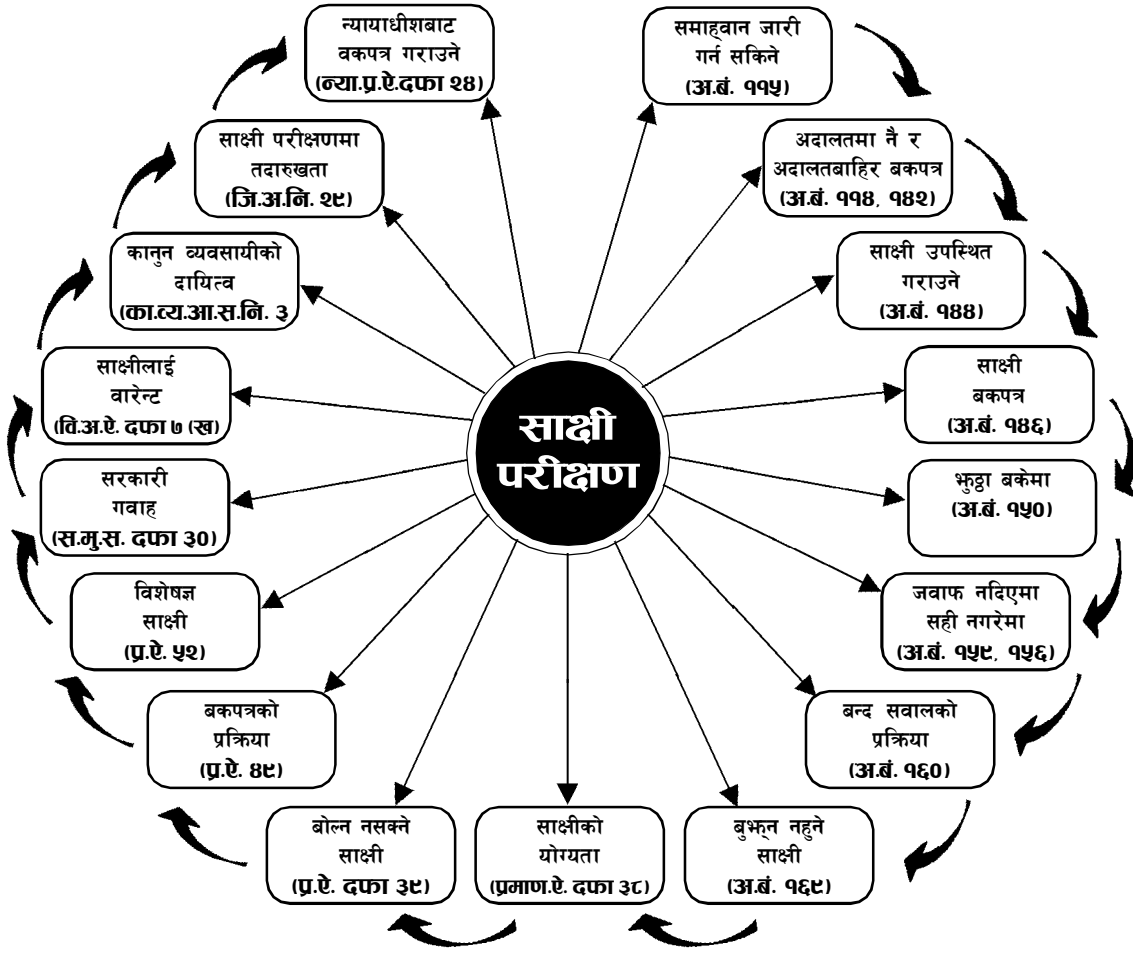 साक्षी
परीक्षण
समाह्वान जारी
गर्न सकिने
(अ.बं. ११५)
अदालतमा नै र
अदालतबाहिर बकपत्र
(अ.बं. ११४, १४२)
साक्षी उपस्थित
गराउने
(अ.बं. १४४)
साक्षी
बकपत्र
(अ.बं. १४६)
झुठ्ठा बकेमा
(अ.बं. १५०)
जवाफ नदिएमा
सही नगरेमा
(अ.बं. १५९, १५६)
बन्द सवालको
प्रक्रिया
(अ.बं. १६०)
बुझ्न नहुने
साक्षी
(अ.बं. १६९)
साक्षीको
योग्यता
(प्रमाण.ऐ. दफा ३८)
बोल्न नसक्ने
साक्षी
(प्र.ऐ. दफा ३९)
बकपत्रको
प्रक्रिया
(प्र.ऐ. ४९)
विशेषज्ञ
साक्षी
(प्र.ऐ. ५२)
सरकारी
गवाह
(स.मु.स. दफा ३०)
साक्षीलाई
वारेन्ट
(वि.अ.ऐ. दफा ७ (ख)
कानुन व्यवसायीको
दायित्व
(का.व्य.आ.स.नि. ३
साक्षी परीक्षणमा
तदारुखता
(जि.अ.नि. २९)
न्यायाधीशबाट
वकपत्र गराउने
(न्या.प्र.ऐ.दफा २४)